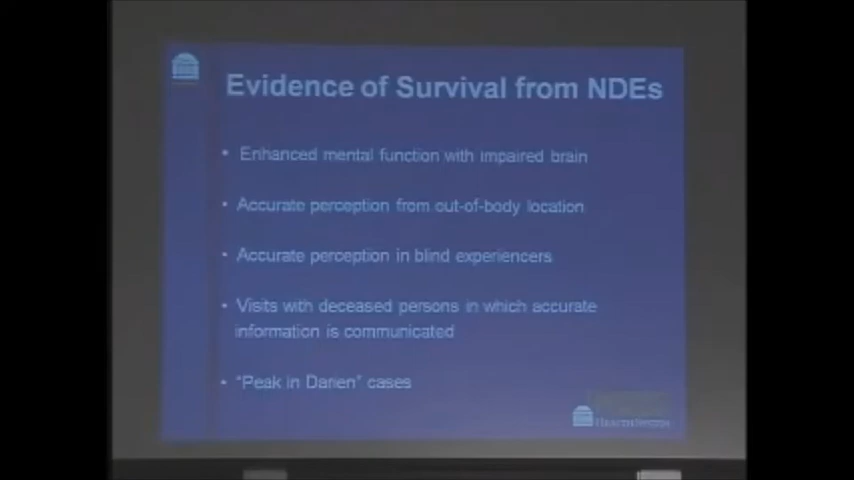 Evidence of Survival from NDEs
• Enhanced mental function with impaired brain
• Accurate perception from out-of-body location
• Accurate perception in blind experiencers
• Visits with deceased persons in which accurate
information is communicated
• "Peak in Darien" cases